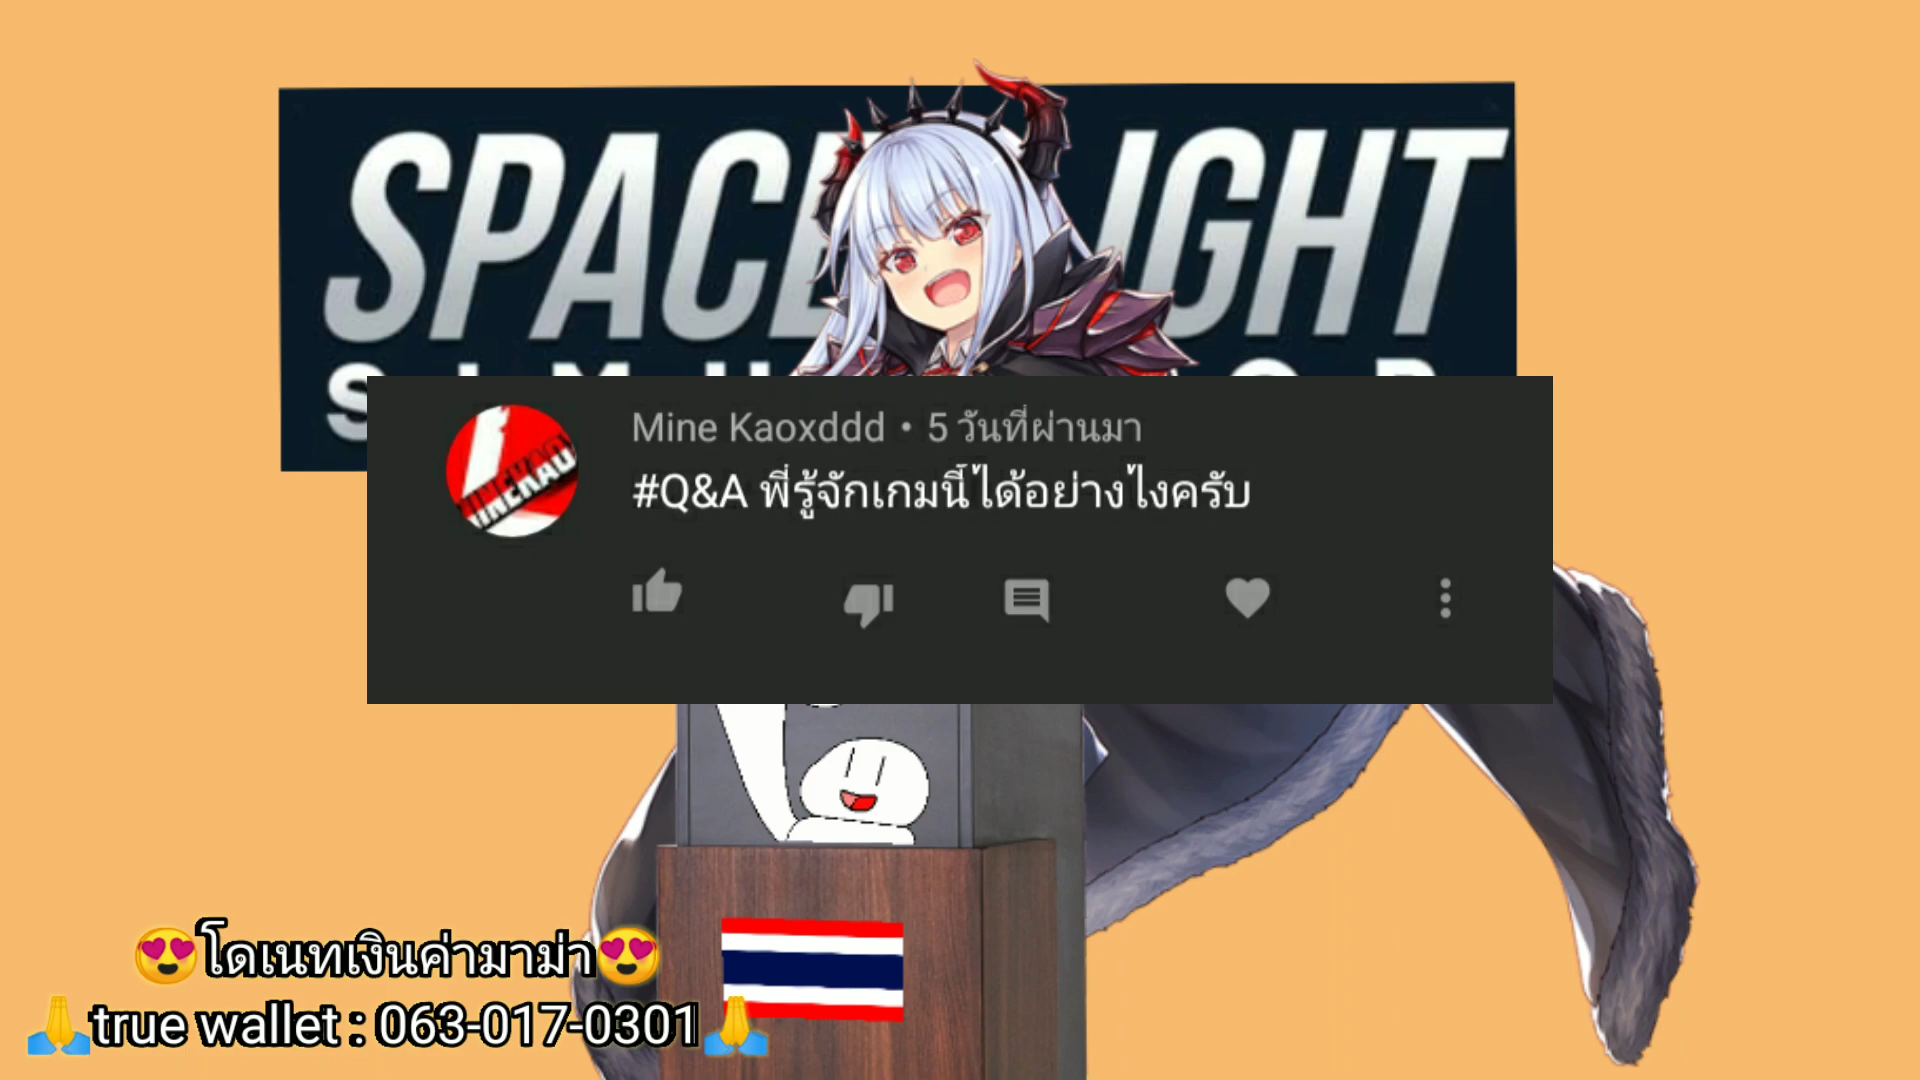 SPACE IGHT
Mine Kaoxddd • 5 วันที่ผ่านมา
MINEKAO
#Q&A พี่รู้จักเกมนี้ได้อย่างไงครับ
😍โดเนทเงินค่ามาม่า😍
🙏true wallet : 063-017-0301🙏